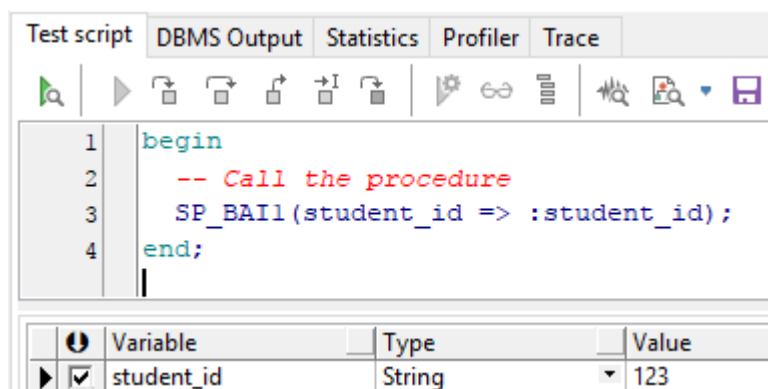 Test script DBMS Output Statistics Profiler Trace
1 begin
2 -- Call the procedure
3 SP_BAI1(student_id => :student_id);
4 end;
Variable Type Value
student_id String 123